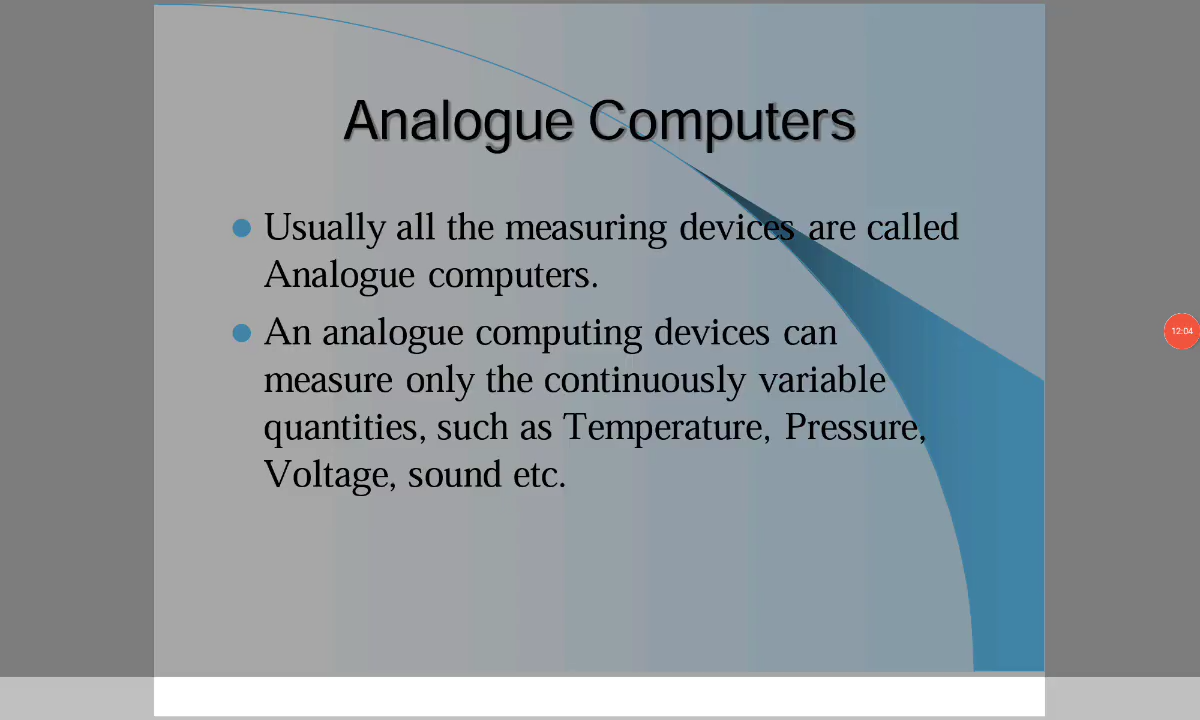 Analogue Computers
Usually all the measuring devices are called
Analogue computers.
An analogue computing devices can
measure only the continuously variable
quantities, such as Temperature, Pressure,
Voltage, sound etc.
12:04